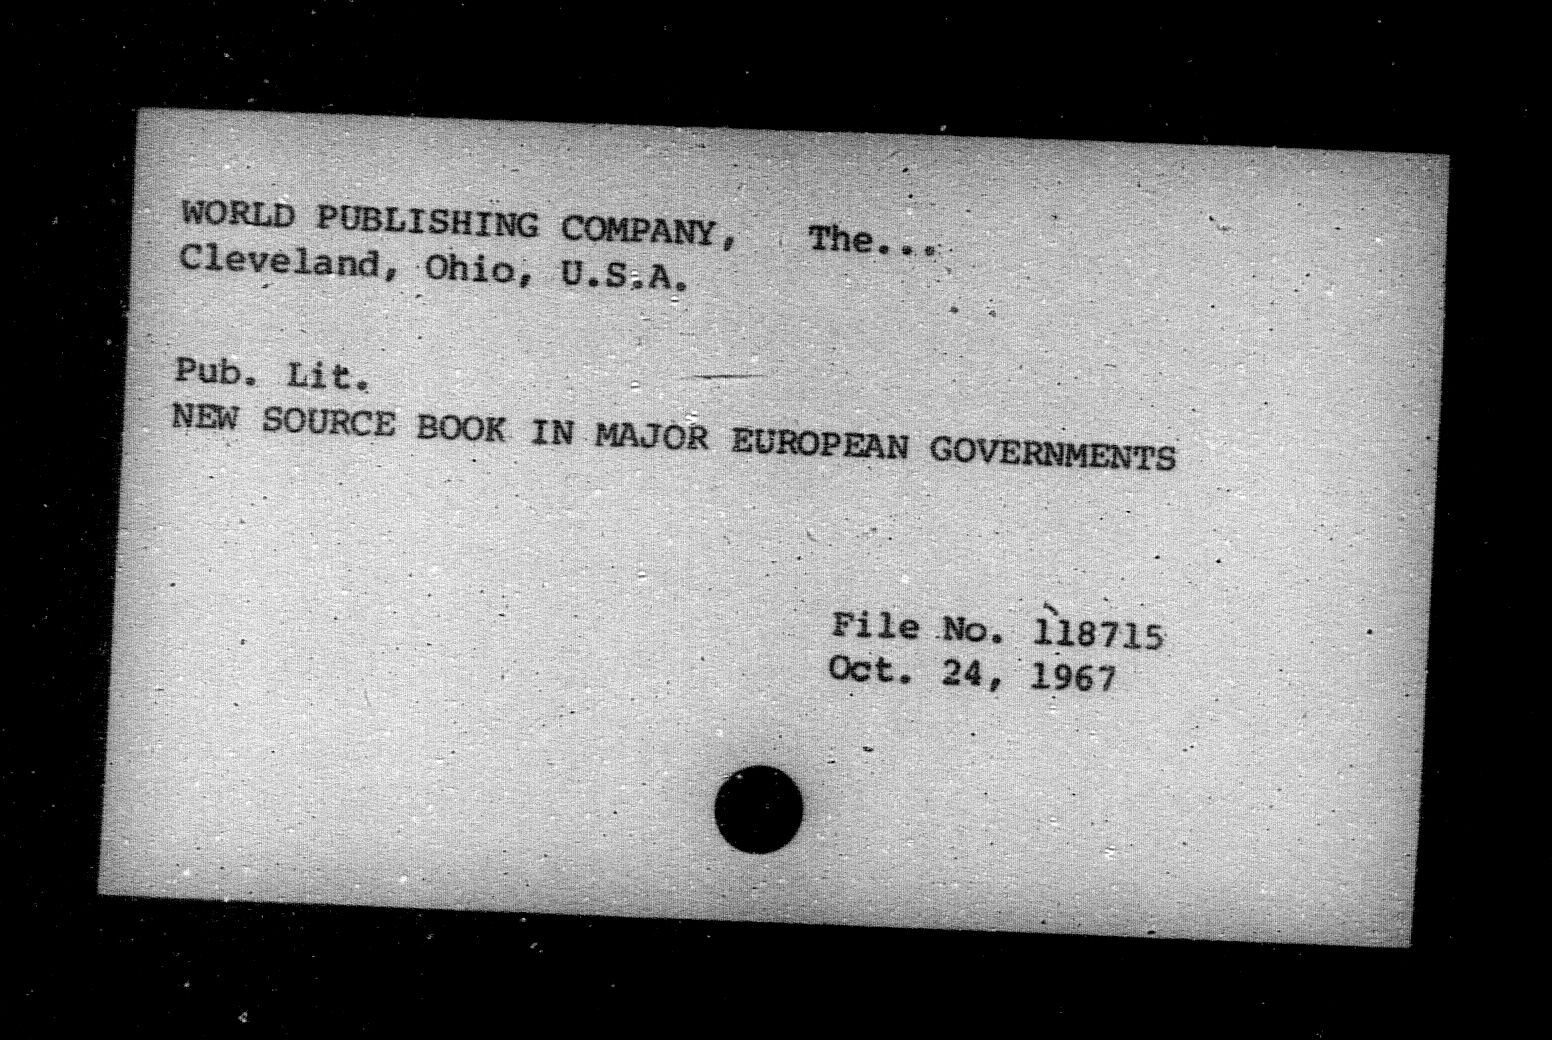 WORLD PUBLISHING COMPANY, The...
Cleveland, Ohio, U.S.A.
Pub. Lit.
NEW SOURCE BOOK IN MAJOR EUROPEAN GOVERNMENTS
File No. 118715
Oct. 24, 1967